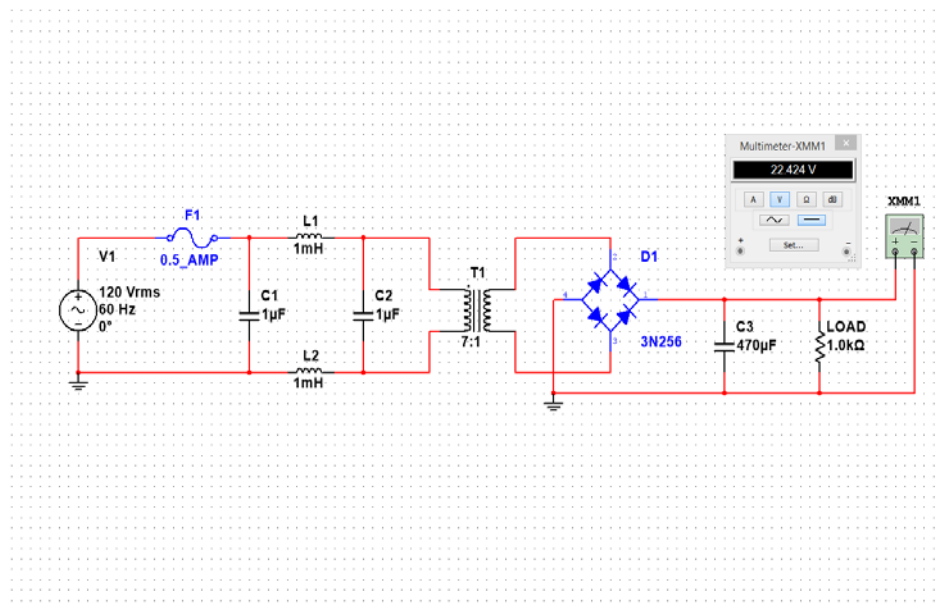 Multimeter-XMM1
x
22.424 V
A
V
Ω
dB
+
Set...
−
XMM1
+ −
F1
0.5_AMP
V1
+
120 Vrms
60 Hz
0°
−
L1
1mH
C1
1µF
C2
1µF
L2
1mH
T1
7:1
D1
2
4
1
3
3N256
C3
470µF
LOAD
1.0kΩ